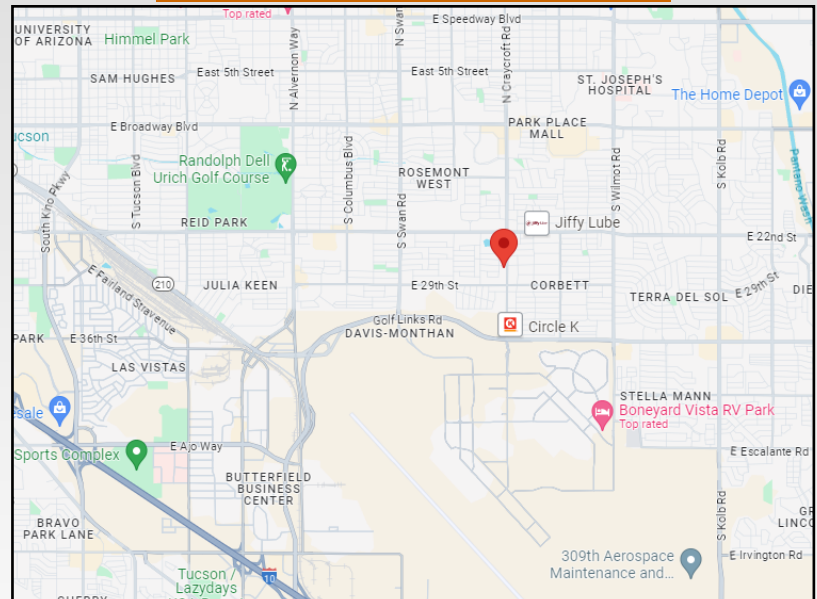 Top rated
E Speedway Blvd
UNIVERSITY
OF ARIZONA
Himmel Park
N Alvernon Way
N Swan
N Craycroft Rd
SAM HUGHES
East 5th Street
East 5th Street
ST. JOSEPH'S
HOSPITAL
The Home Depot
E Broadway Blvd
PARK PLACE
MALL
ucson
Randolph Dell
Urich Golf Course
S Tucson Blvd
S Columbus Blvd
ROSEMONT
WEST
S Wilmot Rd
S Kolb Rd
Pantano Wash
South Kino Pkwy
REID PARK
S Swan Rd
Jiffy Lube
E 22nd St
E Fairland Stravenue
210
JULIA KEEN
E 29th St
CORBETT
TERRA DEL SOL
E 29th St
DIE
Golf Links Rd
DAVIS-MONTHAN
Circle K
PARK
E 36th St
LAS VISTAS
STELLA MANN
Boneyard Vista RV Park
Top rated
sale
Sports Complex
E Ajo Way
E Escalante Rd
BUTTERFIELD
BUSINESS
CENTER
S Kolb Rd
BRAVO
PARK LANE
LINCO
309th Aerospace
Maintenance and...
E Irvington Rd
Tucson /
Lazydays
10